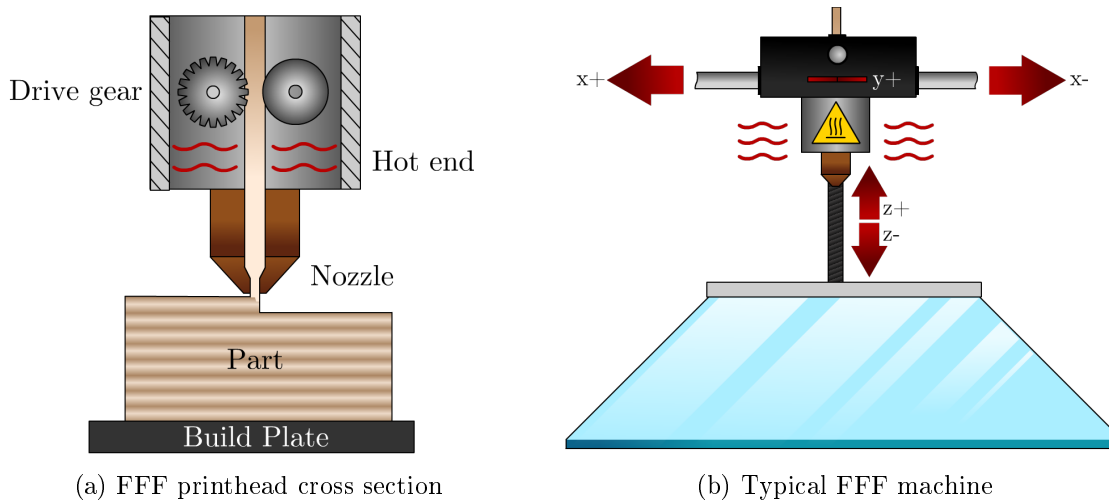 Drive gear
Hot end
Nozzle
Part
Build Plate
(a) FFF printhead cross section
x+
x-
y+
z+
z-
(b) Typical FFF machine